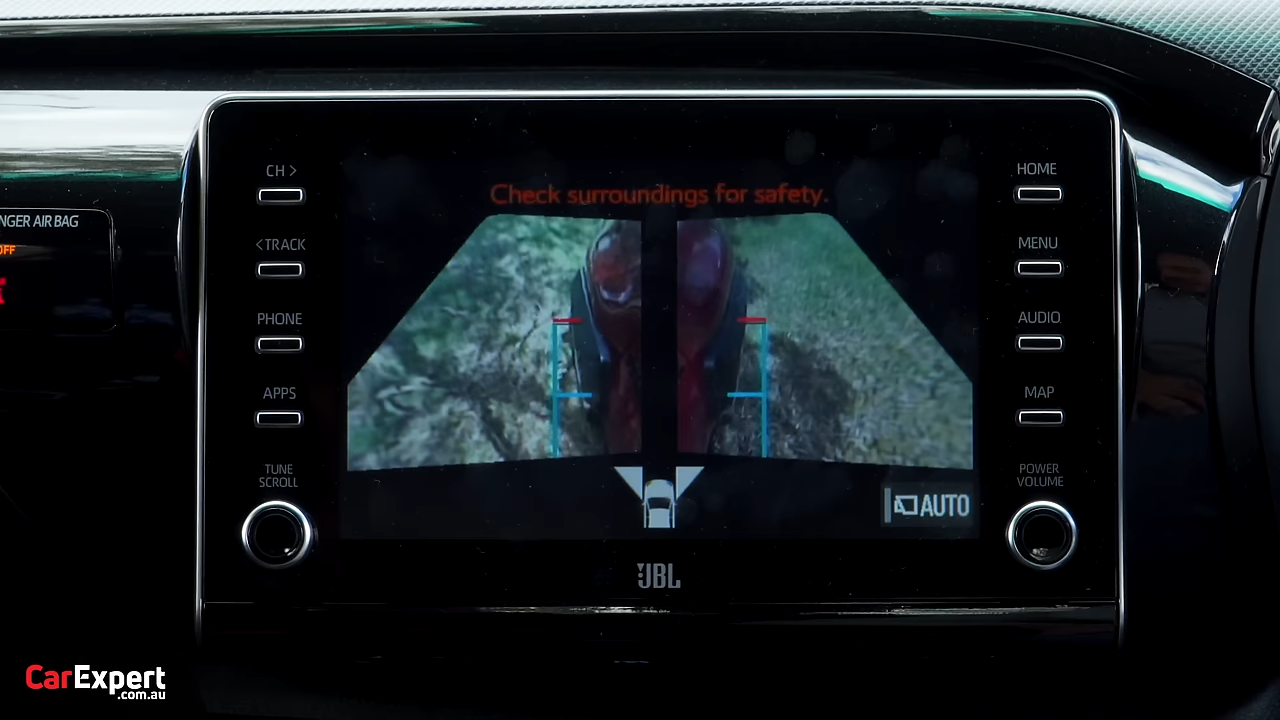 CH >
<TRACK
PHONE
APPS
TUNE
SCROLL
Check surroundings for safety.
AUTO
JBL
HOME
MENU
AUDIO
MAP
POWER
VOLUME
NGER AIR BAG
OFF
CarExpert
.com.au